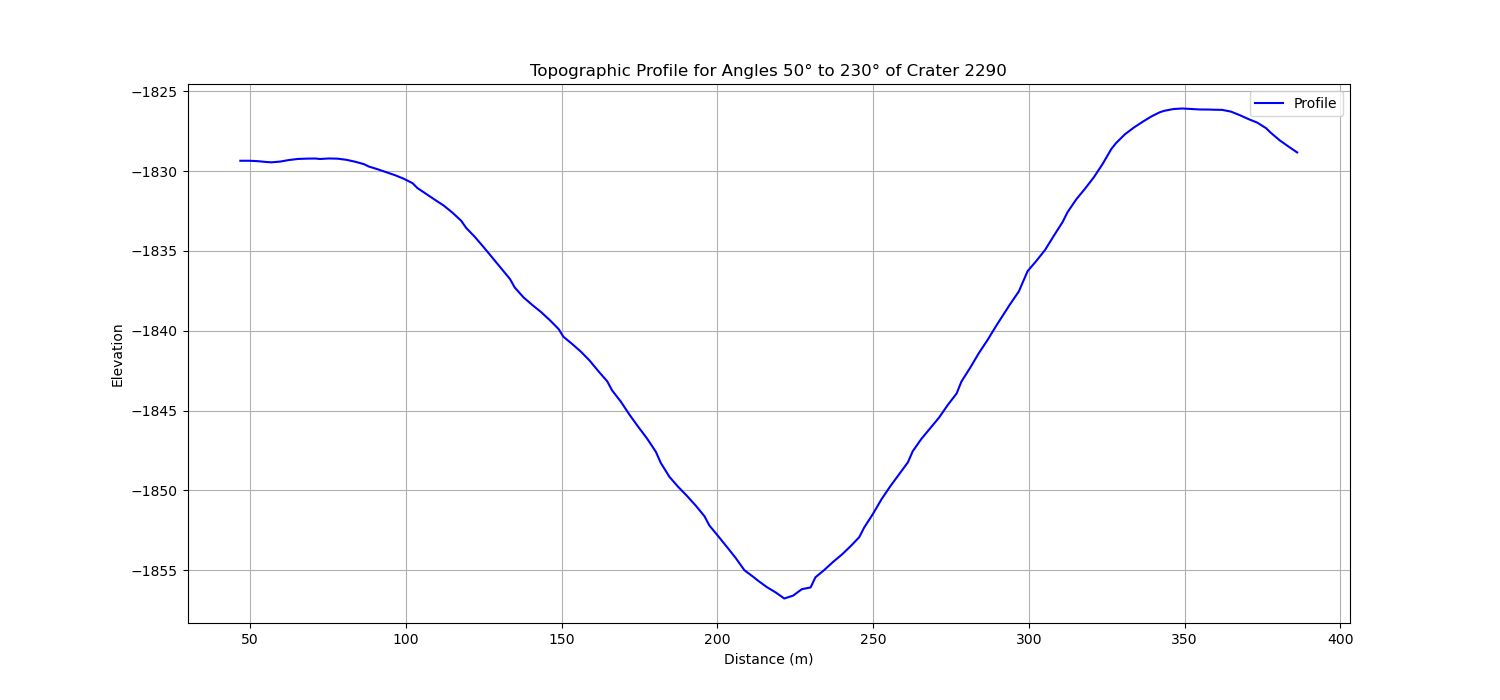 Topographic Profile for Angles 50° to 230° of Crater 2290
Profile
−1825
−1830
−1835
−1840
−1845
−1850
−1855
Elevation
50 100 150 200 250 300 350 400
Distance (m)